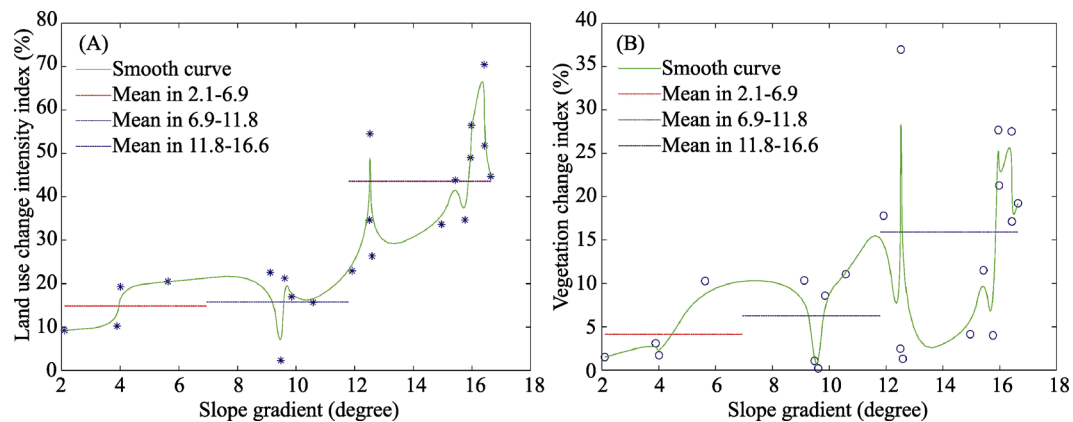 (A)
Land use change intensity index (%)
80
70
60
50
40
30
20
10
0
Smooth curve
Mean in 2.1-6.9
Mean in 6.9-11.8
Mean in 11.8-16.6
2 4 6 8 10 12 14 16 18
Slope gradient (degree)
(B)
Vegetation change index (%)
40
35
30
25
20
15
10
5
0
Smooth curve
Mean in 2.1-6.9
Mean in 6.9-11.8
Mean in 11.8-16.6
2 4 6 8 10 12 14 16 18
Slope gradient (degree)